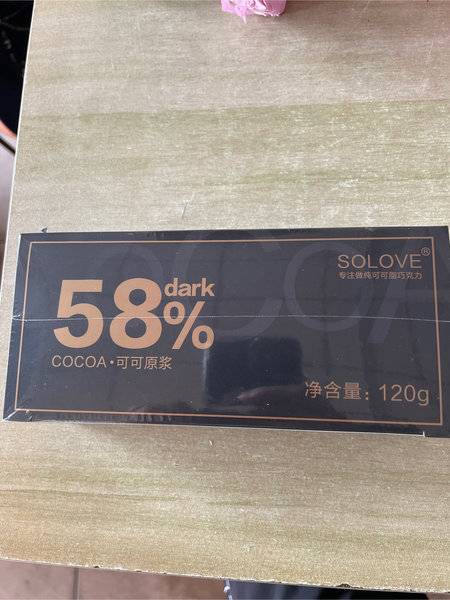 SOLOVE®
专注做纯可可脂巧克力
dark
58%
COCOA·可可原浆
净含量：120g